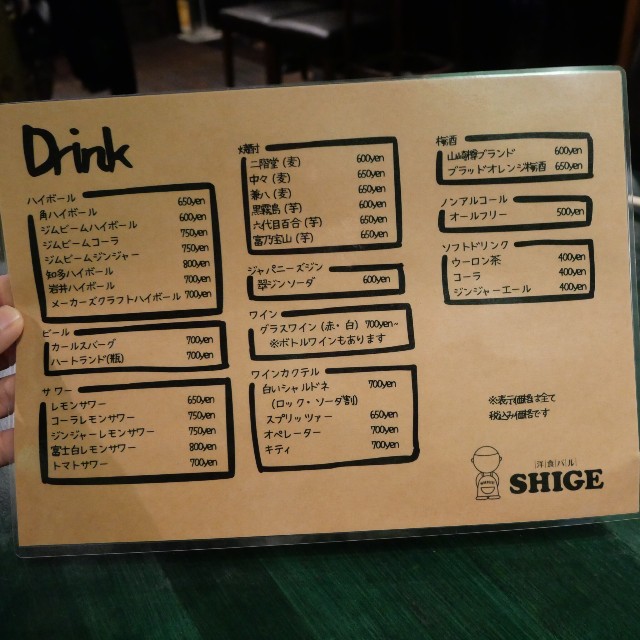 Drink
ハイボール
角ハイボール 650yen
ジムビームハイボール 600yen
ジムビームコーラ 750yen
ジムビームジンジャー 750yen
知多ハイボール 800yen
岩井ハイボール 700yen
メーカーズクラフトハイボール 700yen
ビール
カールスバーグ 700yen
ハートランド(瓶) 700yen
サワー
レモンサワー 650yen
コーラレモンサワー 750yen
ジンジャーレモンサワー 750yen
富士白レモンサワー 800yen
トマトサワー 700yen
焼酎
二階堂 (麦) 600yen
中々 (麦) 650yen
兼八 (麦) 650yen
黒霧島 (芋) 600yen
六代目百合 (芋) 650yen
富乃宝山 (芋) 650yen
ジャパニーズジン
翠ジンソーダ 600yen
ワイン
グラスワイン (赤・白) 700yen~
※ボトルワインもあります
ワインカクテル
白いシャルドネ 700yen
(ロック・ソーダ割)
スプリッツァー 650yen
オペレーター 700yen
キティ 700yen
梅酒
山崎樽ブランド 600yen
ブラッドオレンジ梅酒 650yen
ノンアルコール
オールフリー 500yen
ソフトドリンク
ウーロン茶 400yen
コーラ 400yen
ジンジャーエール 400yen
※表示価格は全て
税込み価格です
洋食バル
SHIGE